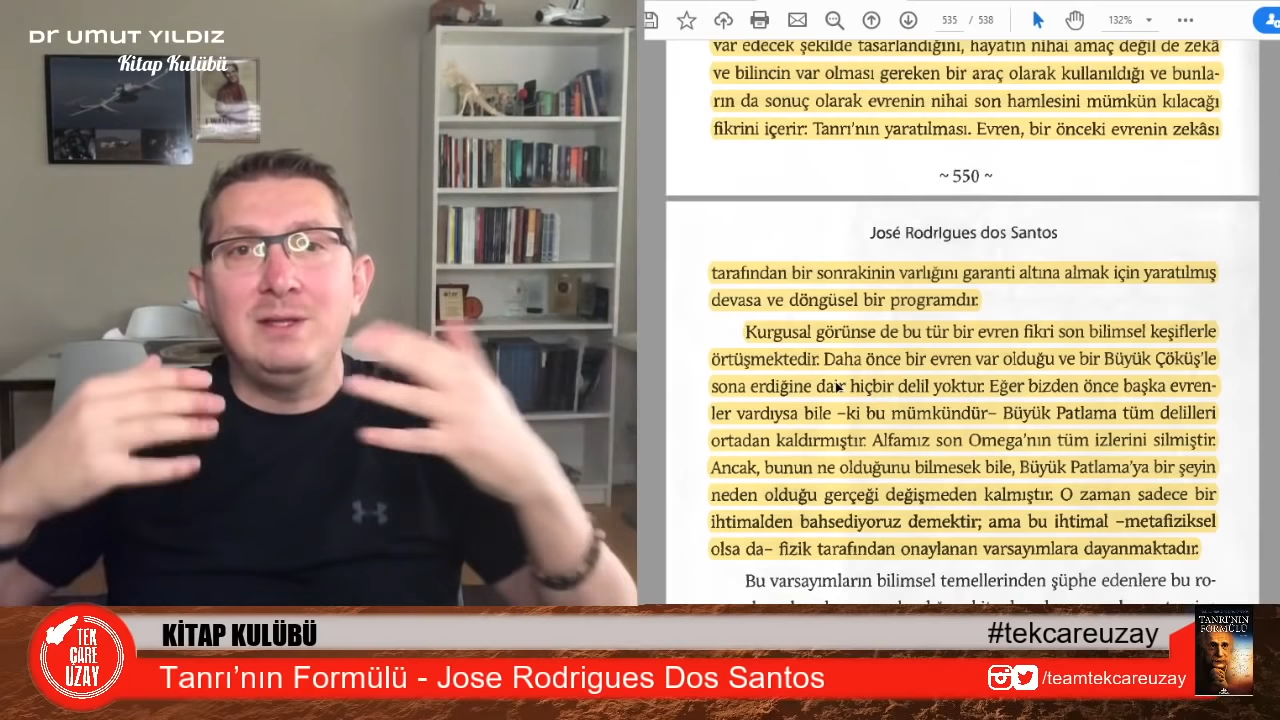 DR UMUT YILDIZ
Kitap Kulübü
535 / 538
132%
var edecek şekilde tasarlandığını, hayatın nihai amaç değil de zekâ
ve bilincin var olması gereken bir araç olarak kullanıldığı ve bunla-
rın da sonuç olarak evrenin nihai son hamlesini mümkün kılacağı
fikrini içerir: Tanrı’nın yaratılması. Evren, bir önceki evrenin zekâsı
~ 550 ~
José Rodrigues dos Santos
tarafından bir sonrakinin varlığını garanti altına almak için yaratılmış
devasa ve döngüsel bir programdır.
Kurgusal görünse de bu tür bir evren fikri son bilimsel keşiflerle
örtüşmektedir. Daha önce bir evren var olduğu ve bir Büyük Çöküş’le
sona erdiğine dair hiçbir delil yoktur. Eğer bizden önce başka evren-
ler vardıysa bile –ki bu mümkündür– Büyük Patlama tüm delilleri
ortadan kaldırmıştır. Alfamız son Omega’nın tüm izlerini silmiştir.
Ancak, bunun ne olduğunu bilmesek bile, Büyük Patlama’ya bir şeyin
neden olduğu gerçeği değişmeden kalmıştır. O zaman sadece bir
ihtimalden bahsediyoruz demektir; ama bu ihtimal –metafiziksel
olsa da– fizik tarafından onaylanan varsayımlara dayanmaktadır.
Bu varsayımların bilimsel temellerinden şüphe edenlere bu ro-
TEK
ÇARE
UZAY
KİTAP KULÜBÜ
#tekcareuzay
Tanrı’nın Formülü - Jose Rodrigues Dos Santos
/teamtekcareuzay
TANRI'NIN
FORMÜLÜ